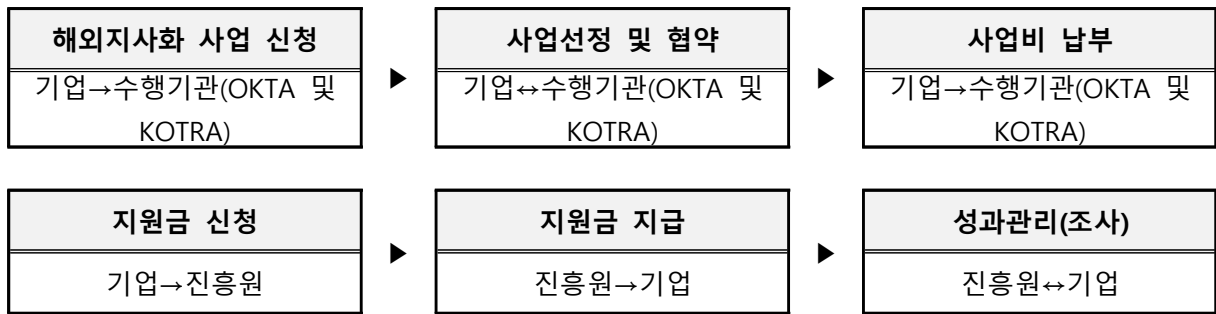 해외지사화 사업 신청
기업→수행기관(OKTA 및
KOTRA)
▶
사업선정 및 협약
기업↔수행기관(OKTA 및
KOTRA)
▶
사업비 납부
기업→수행기관(OKTA 및
KOTRA)
지원금 신청
기업→진흥원
▶
지원금 지급
진흥원→기업
▶
성과관리(조사)
진흥원↔기업